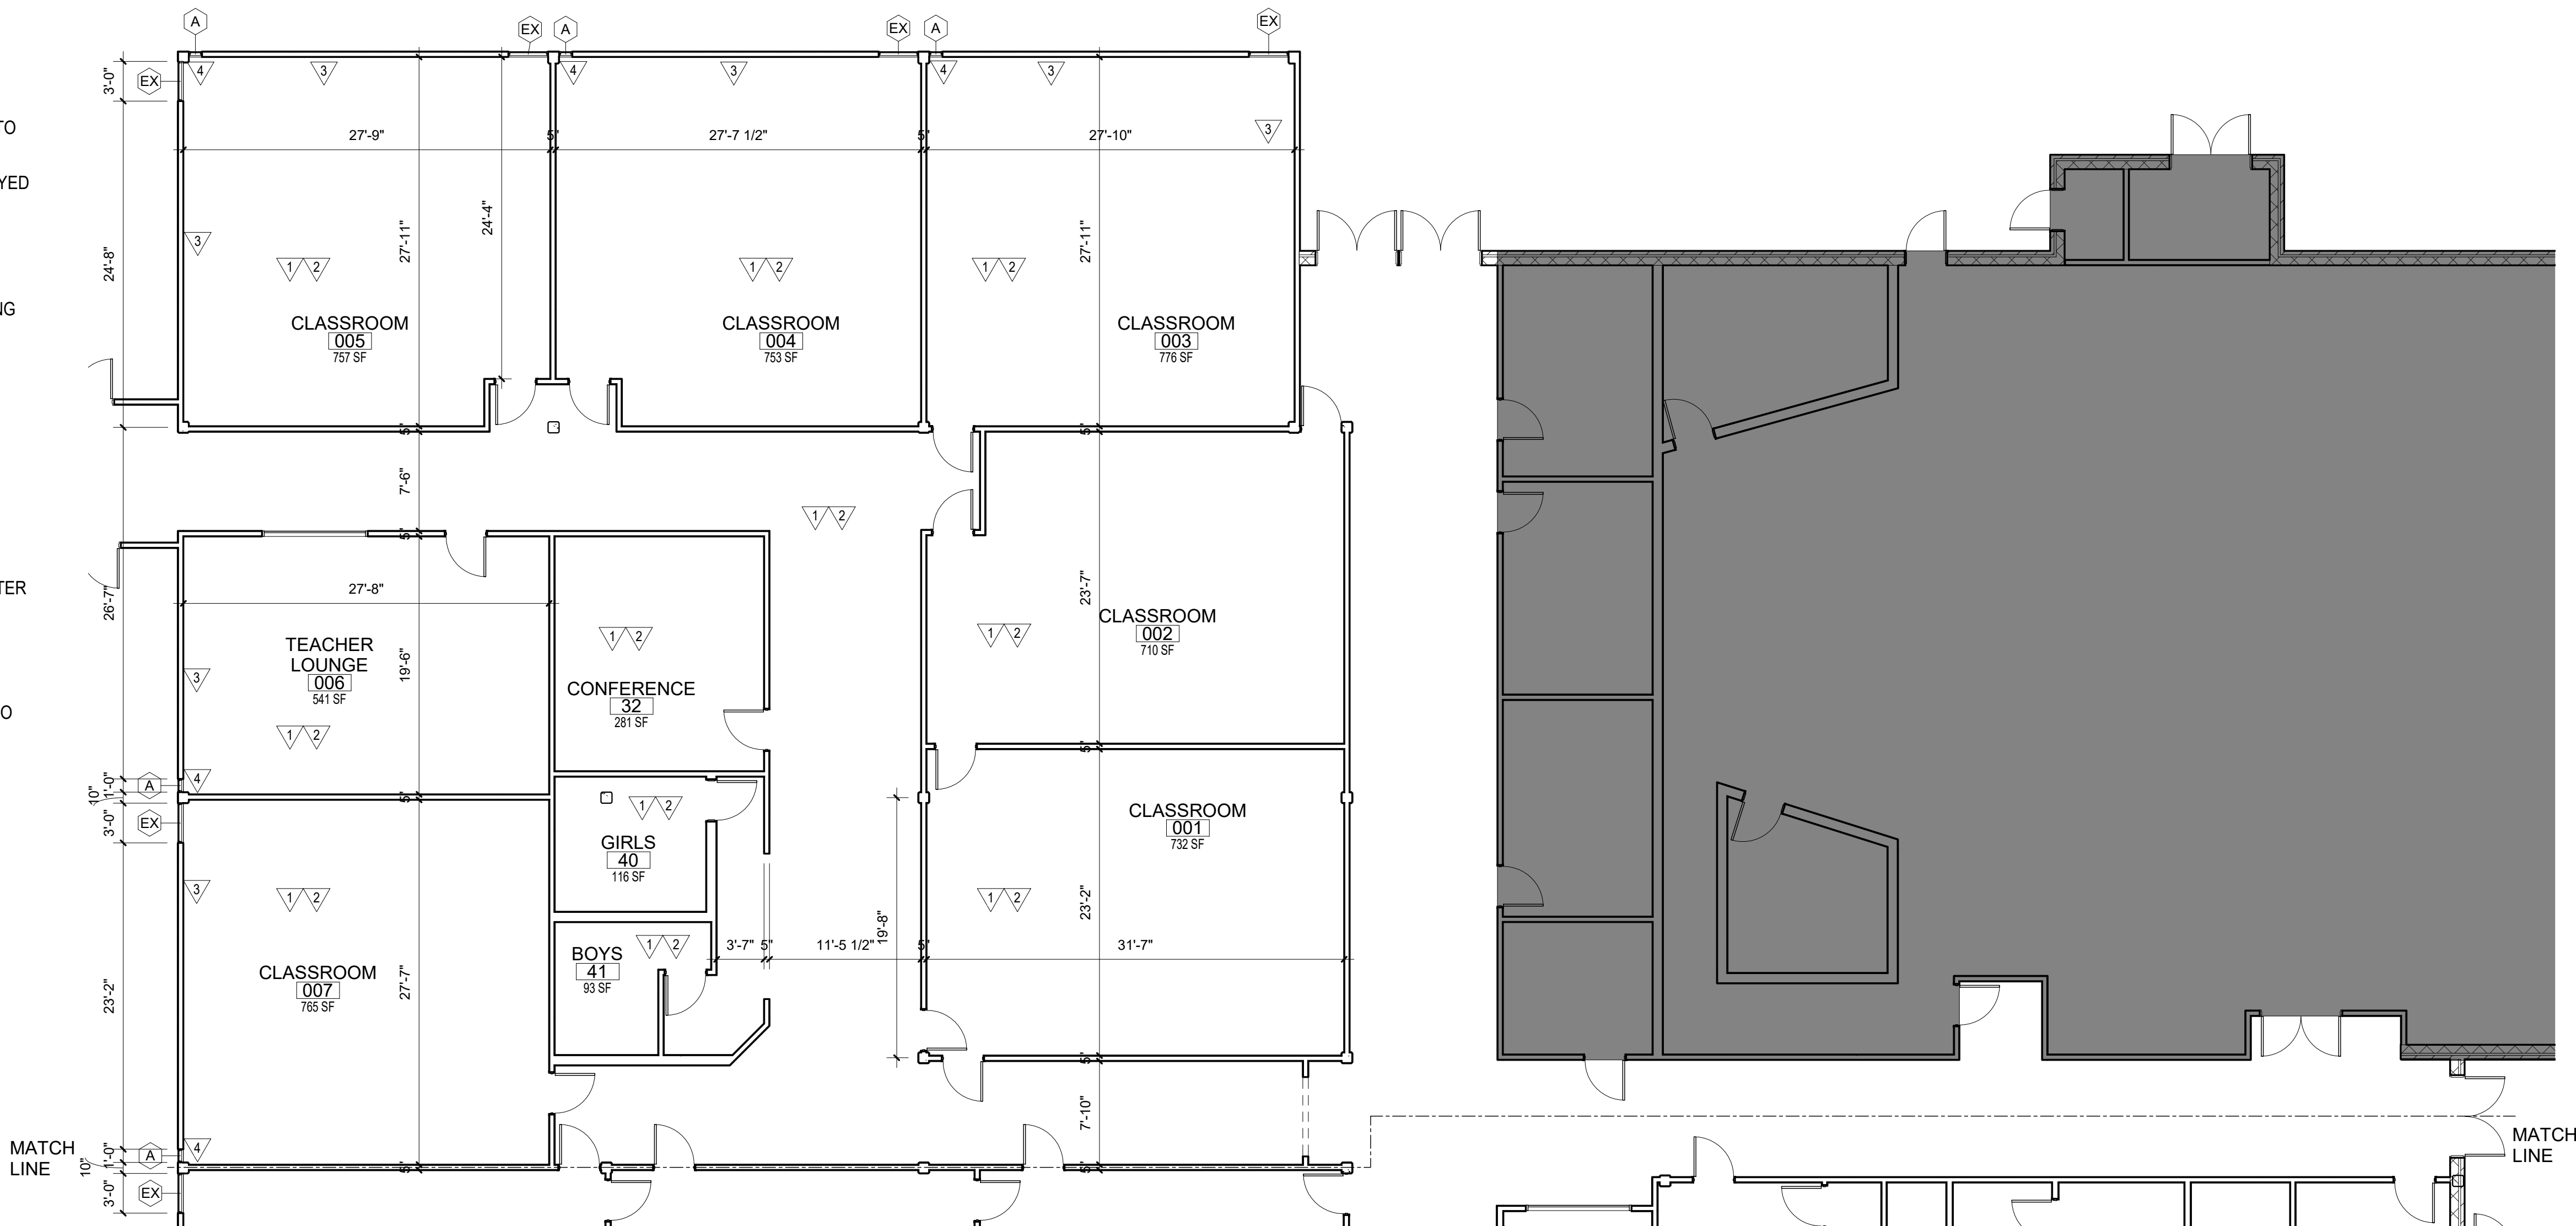 A
EX
A
EX
A
EX
3'-0"
EX
4
3
4
3
4
3
TO
27'-9"
5"
27'-7 1/2"
5"
27'-10"
3
YED
24'-8"
3
27'-11"
24'-4"
27'-11"
1 2
1 2
1 2
NG
CLASSROOM
005
757 SF
CLASSROOM
004
753 SF
CLASSROOM
003
776 SF
5"
5"
7'-6"
1 2
5"
TER
26'-7"
27'-8"
23'-7"
TEACHER
LOUNGE
006
541 SF
19'-6"
3
1 2
1 2
CONFERENCE
32
281 SF
1 2
CLASSROOM
002
710 SF
O
1 2
5"
A
4
10"
1'-0"
5"
EX
3'-0"
1 2
GIRLS
40
116 SF
CLASSROOM
001
732 SF
3
1 2
1 2
23'-2"
19'-8"
1 2
BOYS
41
93 SF
3'-7"
5"
11'-5 1/2"
5"
31'-7"
CLASSROOM
007
765 SF
27'-7"
23'-2"
5"
7'-10"
MATCH
LINE
A
4
10"
1'-0"
5"
5"
EX
3'-0"
MATCH
LINE